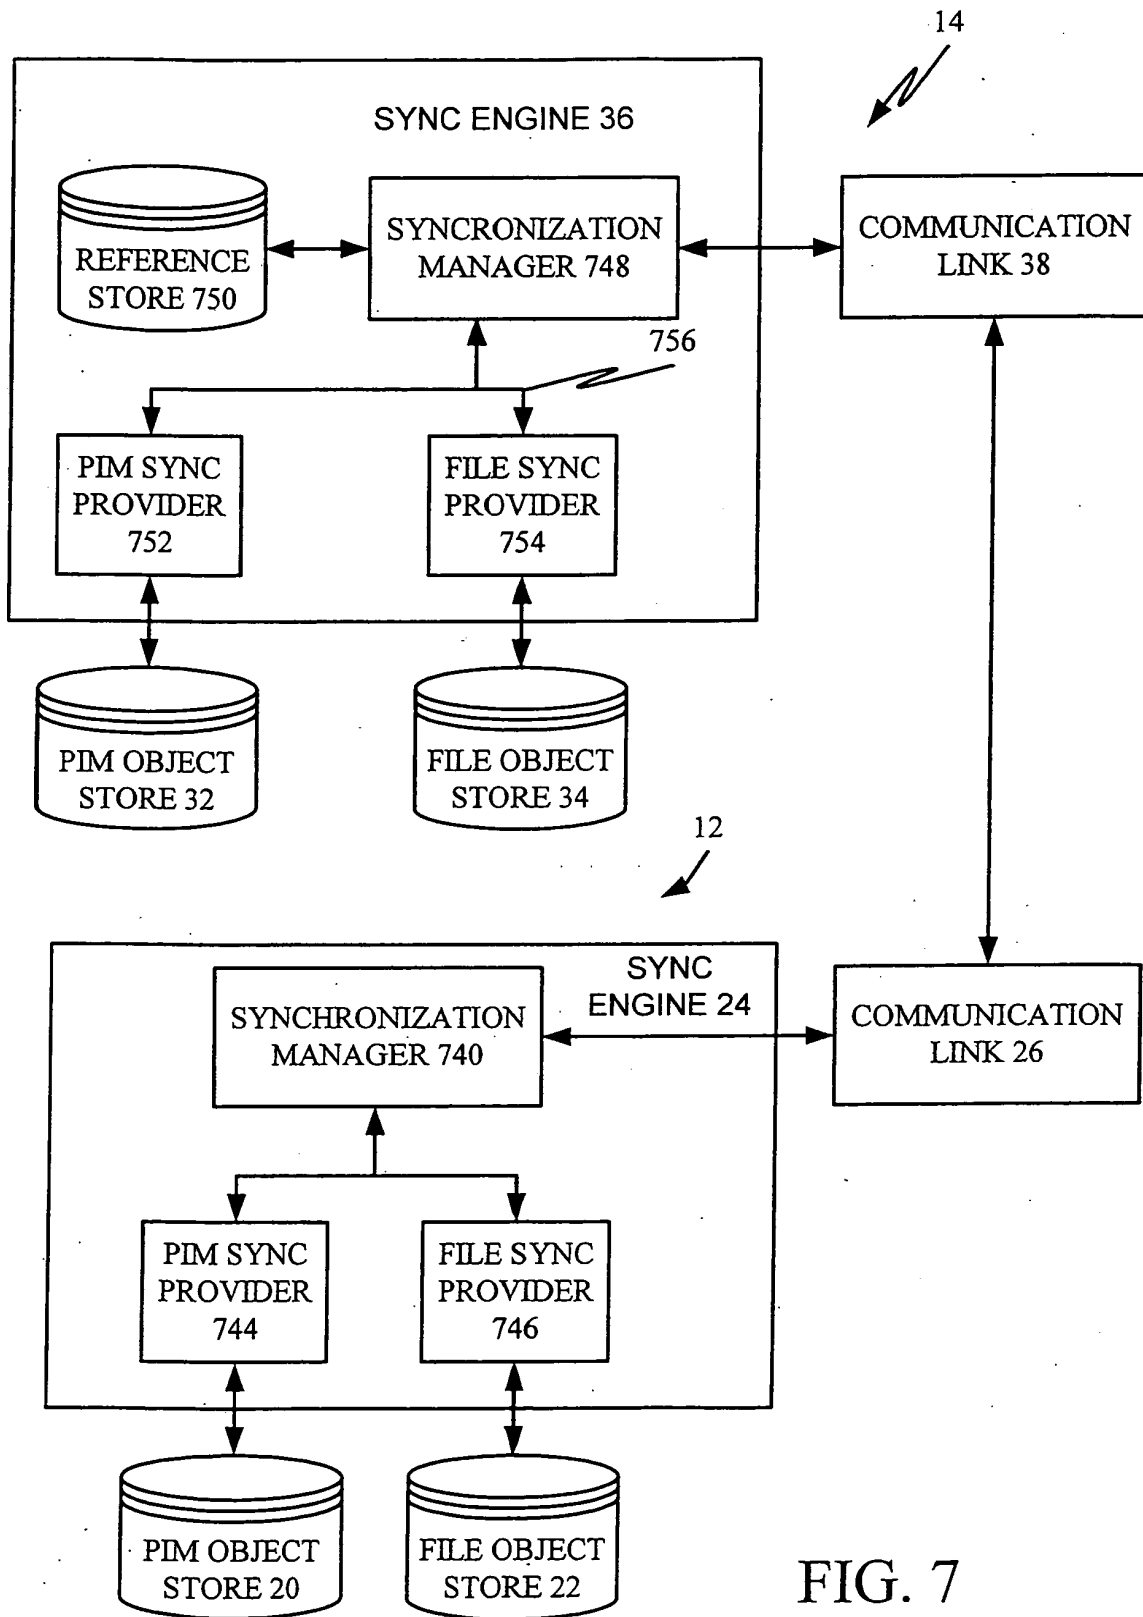 14
SYNC ENGINE 36
REFERENCE
STORE 750
SYNCRONIZATION
MANAGER 748
COMMUNICATION
LINK 38
756
PIM SYNC
PROVIDER
752
FILE SYNC
PROVIDER
754
PIM OBJECT
STORE 32
FILE OBJECT
STORE 34
12
SYNC
ENGINE 24
SYNCHRONIZATION
MANAGER 740
COMMUNICATION
LINK 26
PIM SYNC
PROVIDER
744
FILE SYNC
PROVIDER
746
PIM OBJECT
STORE 20
FILE OBJECT
STORE 22
FIG. 7